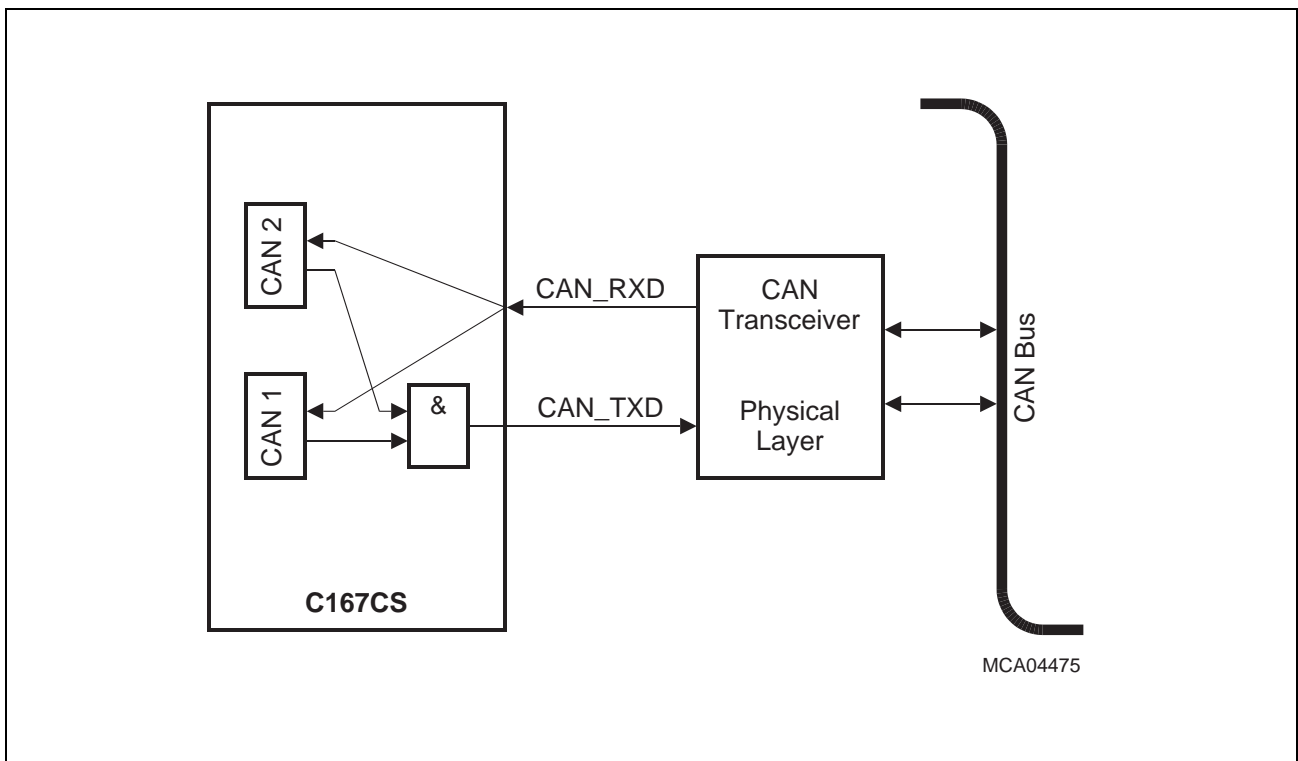 CAN 2
CAN_RXD
CAN
Transceiver
CAN Bus
CAN 1
&
CAN_TXD
Physical
Layer
C167CS
MCA04475